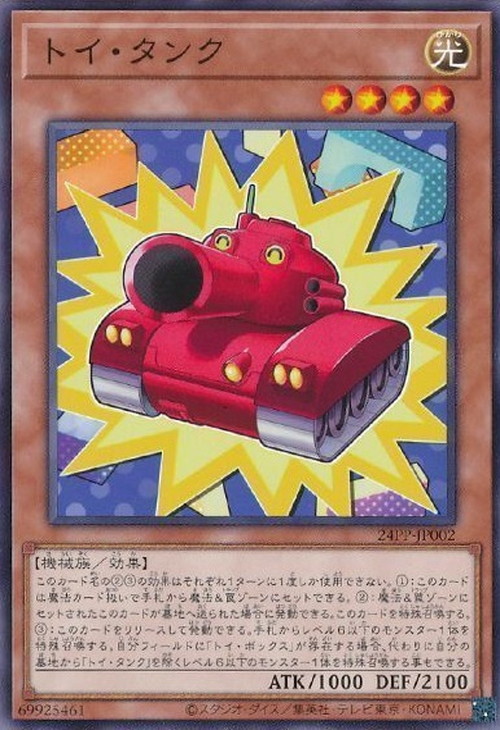 トイ・タンク
光
24PP-JP002
【機械族／効果】
このカード名の②③の効果はそれぞれ1ターンに1度しか使用できない。①：このカード
は魔法カード扱いで手札から魔法＆罠ゾーンにセットできる。②：魔法＆罠ゾーンに
セットされたこのカードが墓地へ送られた場合に発動できる。このカードを特殊召喚する。
③：このカードをリリースして発動できる。手札からレベル6以下のモンスター1体を
特殊召喚する。自分フィールドに「トイ・ボックス」が存在する場合、代わりに自分の
墓地から「トイ・タンク」を除くレベル6以下のモンスター1体を特殊召喚する事もできる。
ATK/1000 DEF/2100
69925461
©スタジオ・ダイス／集英社・テレビ東京・KONAMI